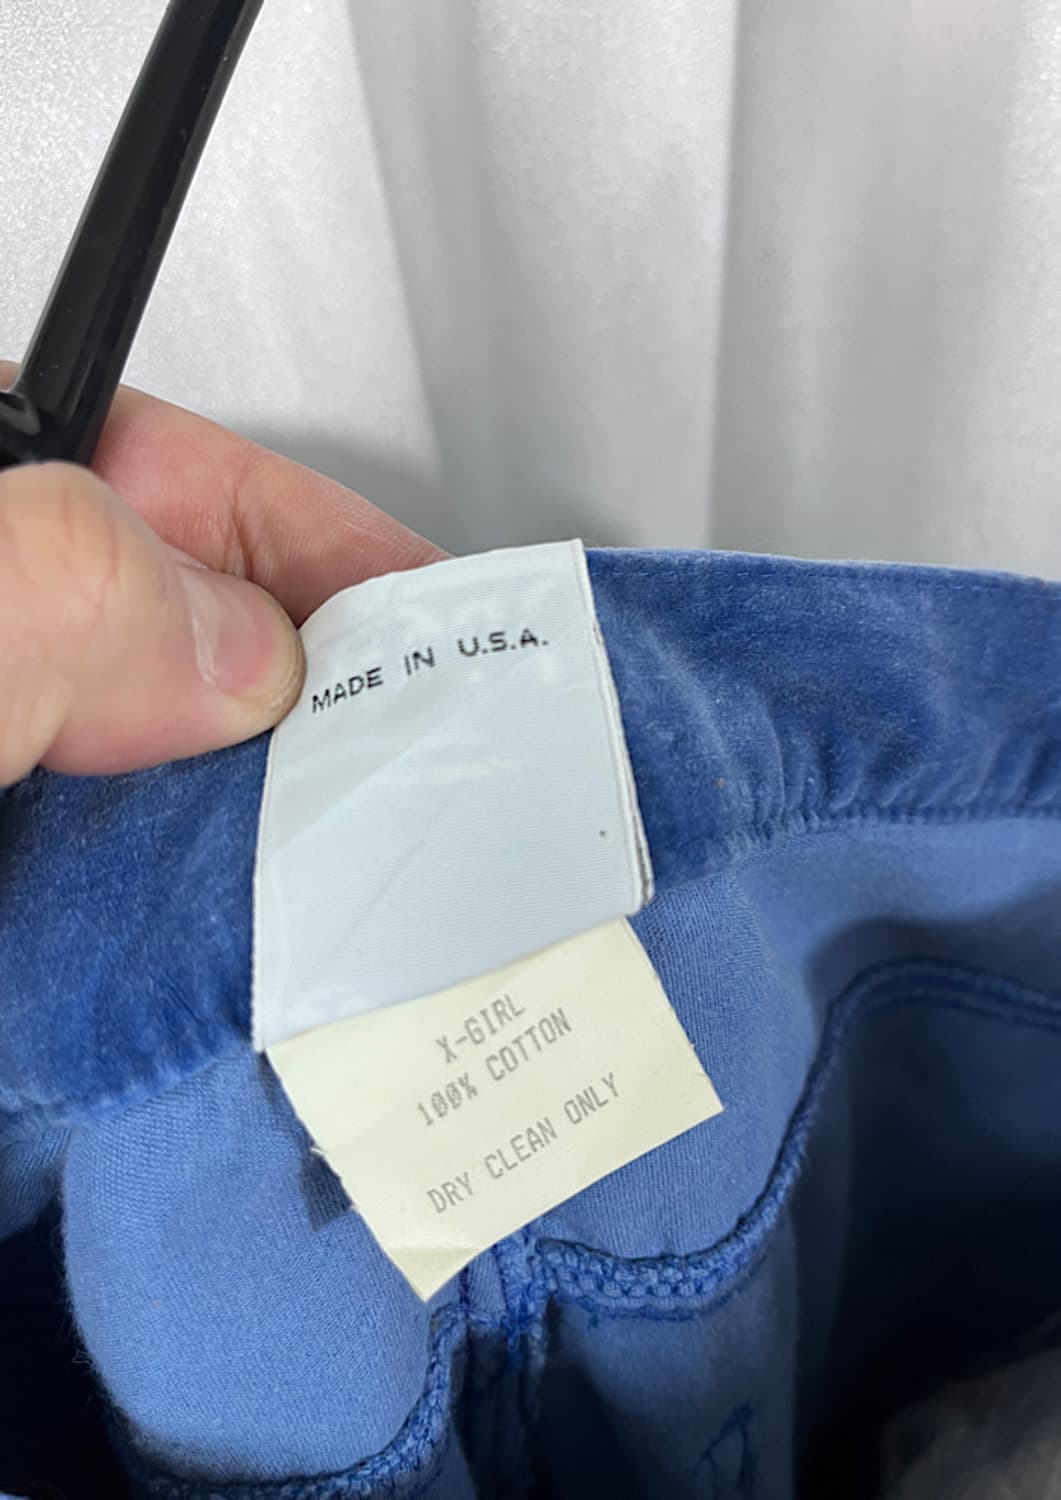 MADE IN U.S.A.
X-GIRL
100% COTTON
DRY CLEAN ONLY